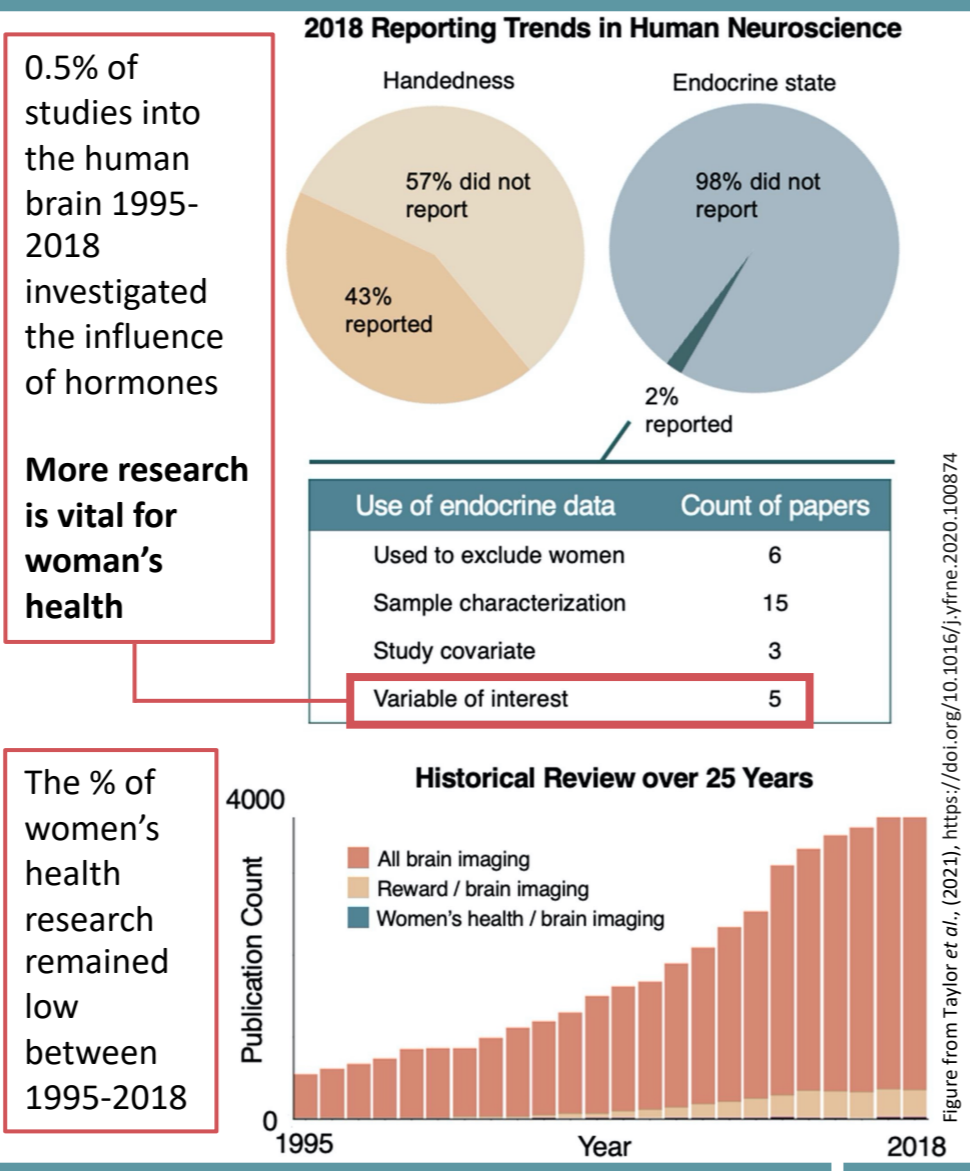 2018 Reporting Trends in Human Neuroscience
0.5% of
studies into
the human
brain 1995-
2018
investigated
the influence
of hormones
More research
is vital for
woman's
health
Handedness
57% did not
report
43%
reported
Endocrine state
98% did not
report
2%
reported
Use of endocrine data Count of papers
Used to exclude women 6
Sample characterization 15
Study covariate 3
Variable of interest 5
The % of
women's
health
research
remained
low
between
1995-2018
Historical Review over 25 Years
4000
Publication Count
All brain imaging
Reward / brain imaging
Women's health / brain imaging
0
1995
Year
2018
Figure from Taylor et al., (2021), https://doi.org/10.1016/j.yfrne.2020.100874